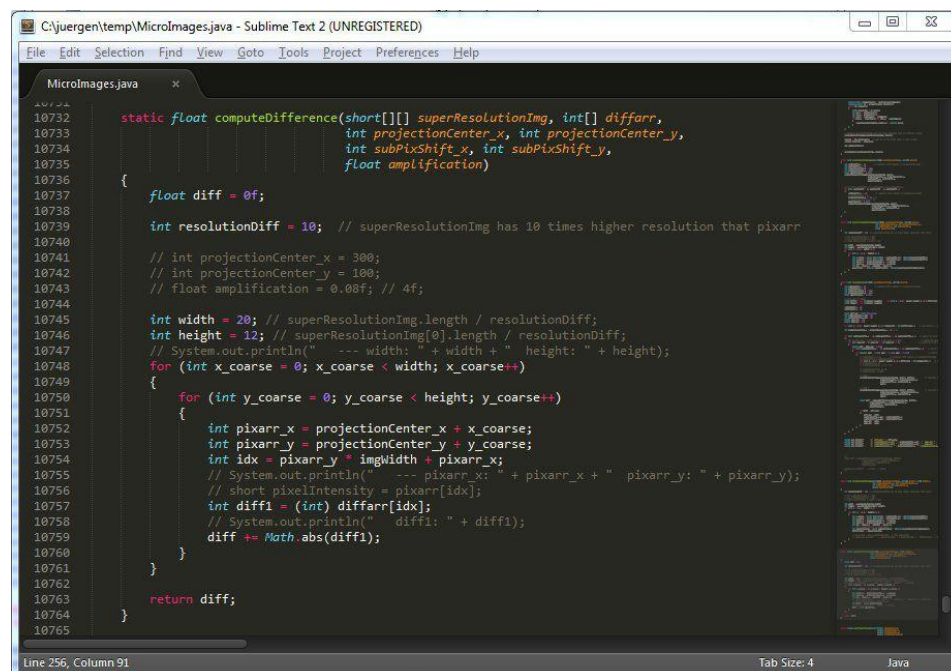 C:\juergen\temp\MicroImages.java - Sublime Text 2 (UNREGISTERED)
File Edit Selection Find View Goto Tools Project Preferences Help
MicroImages.java ×
10731
10732 static float computeDifference(short[][] superResolutionImg, int[] diffarr,
10733 int projectionCenter_x, int projectionCenter_y,
10734 int subPixShift_x, int subPixShift_y,
10735 float amplification)
10736 {
10737 float diff = 0f;
10738
10739 int resolutionDiff = 10; // superResolutionImg has 10 times higher resolution that pixarr
10740
10741 // int projectionCenter_x = 300;
10742 // int projectionCenter_y = 100;
10743 // float amplification = 0.08f; // 4f;
10744
10745 int width = 20; // superResolutionImg.length / resolutionDiff;
10746 int height = 12; // superResolutionImg[0].length / resolutionDiff;
10747 // System.out.println("   --- width: " + width + "  height: " + height);
10748 for (int x_coarse = 0; x_coarse < width; x_coarse++)
10749 {
10750 for (int y_coarse = 0; y_coarse < height; y_coarse++)
10751 {
10752 int pixarr_x = projectionCenter_x + x_coarse;
10753 int pixarr_y = projectionCenter_y + y_coarse;
10754 int idx = pixarr_y * imgWidth + pixarr_x;
10755 // System.out.println("   --- pixarr_x: " + pixarr_x + "   pixarr_y: " + pixarr_y);
10756 // short pixelIntensity = pixarr[idx];
10757 int diff1 = (int) diffarr[idx];
10758 // System.out.println("   diff1: " + diff1);
10759 diff += Math.abs(diff1);
10760 }
10761 }
10762
10763 return diff;
10764 }
10765
Line 256, Column 91 Tab Size: 4 Java